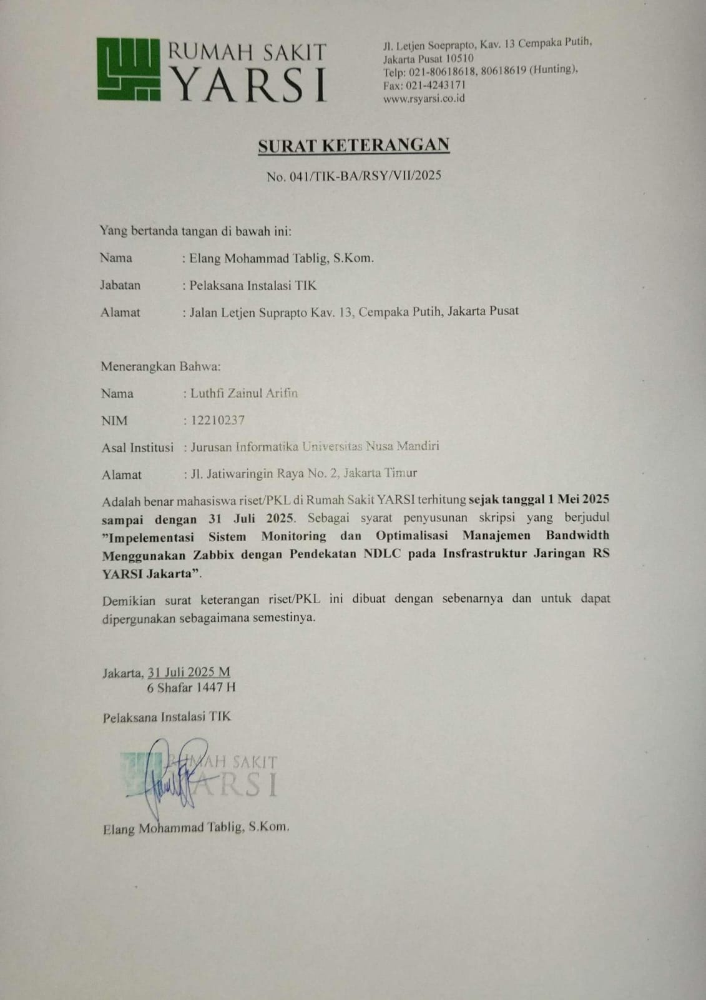 RUMAH SAKIT
YARSI
Jl. Letjen Soeprapto, Kav. 13 Cempaka Putih,
Jakarta Pusat 10510
Telp: 021-80618618, 80618619 (Hunting),
Fax: 021-4243171
www.rsyarsi.co.id
SURAT KETERANGAN
No. 041/TIK-BA/RSY/VII/2025
Yang bertanda tangan di bawah ini:
Nama : Elang Mohammad Tablig, S.Kom.
Jabatan : Pelaksana Instalasi TIK
Alamat : Jalan Letjen Suprapto Kav. 13, Cempaka Putih, Jakarta Pusat
Menerangkan Bahwa:
Nama : Luthfi Zainul Arifin
NIM : 12210237
Asal Institusi : Jurusan Informatika Universitas Nusa Mandiri
Alamat : Jl. Jatiwaringin Raya No. 2, Jakarta Timur
Adalah benar mahasiswa riset/PKL di Rumah Sakit YARSI terhitung sejak tanggal 1 Mei 2025
sampai dengan 31 Juli 2025. Sebagai syarat penyusunan skripsi yang berjudul
”Impelementasi Sistem Monitoring dan Optimalisasi Manajemen Bandwidth
Menggunakan Zabbix dengan Pendekatan NDLC pada Insfrastruktur Jaringan RS
YARSI Jakarta”.
Demikian surat keterangan riset/PKL ini dibuat dengan sebenarnya dan untuk dapat
dipergunakan sebagaimana semestinya.
Jakarta, 31 Juli 2025 M
6 Shafar 1447 H
Pelaksana Instalasi TIK
RUMAH SAKIT
YARSI
Elang Mohammad Tablig, S.Kom.